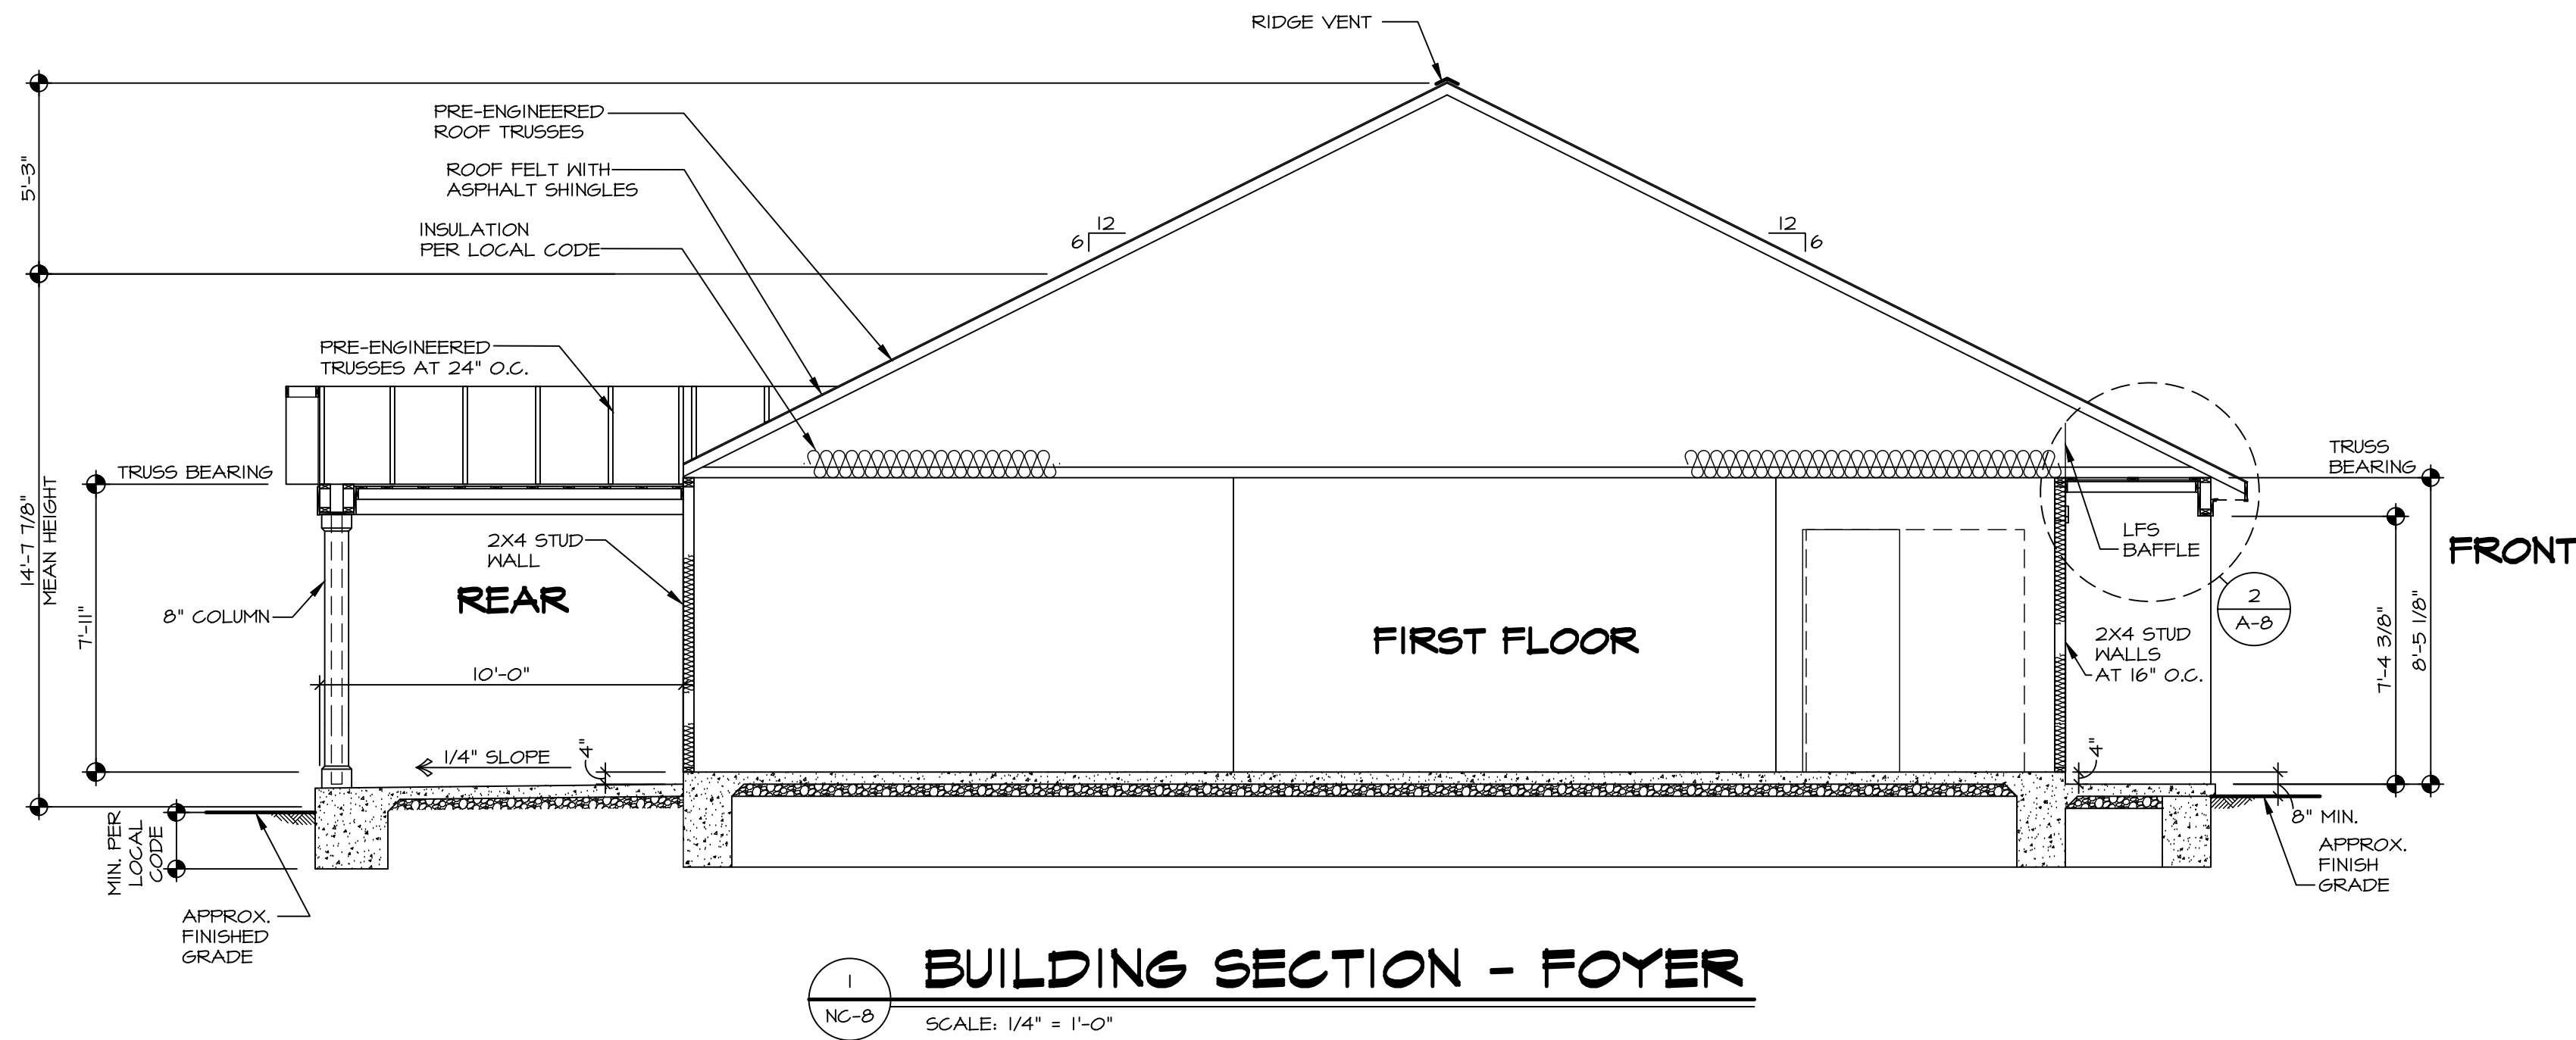 RIDGE VENT
PRE-ENGINEERED
ROOF TRUSSES
ROOF FELT WITH
ASPHALT SHINGLES
INSULATION
PER LOCAL CODE
5'-3"
12
6
12
6
PRE-ENGINEERED
TRUSSES AT 24" O.C.
TRUSS BEARING
TRUSS
BEARING
14'-7 7/8"
MEAN HEIGHT
7'-11"
8" COLUMN
2X4 STUD
WALL
REAR
10'-0"
1/4" SLOPE
4"
FIRST FLOOR
LFS
BAFFLE
FRONT
2
A-8
2X4 STUD
WALLS
AT 16" O.C.
7'-4 3/8"
8'-5 1/8"
4"
8" MIN.
APPROX.
FINISH
GRADE
MIN. PER
LOCAL
CODE
APPROX.
FINISHED
GRADE
1
NC-8
BUILDING SECTION - FOYER
SCALE: 1/4" = 1'-0"